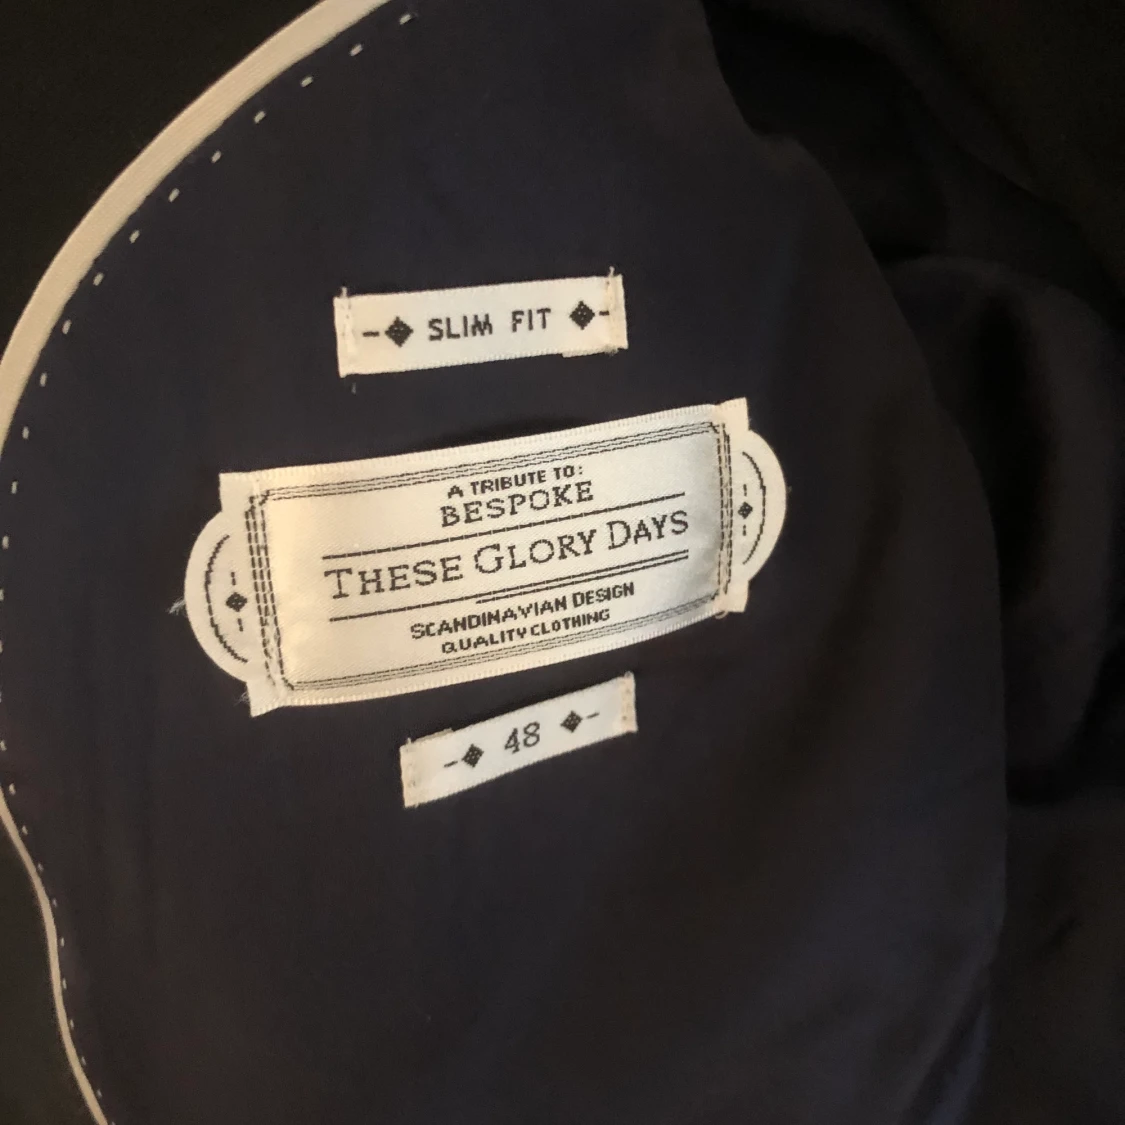 SLIM FIT
A TRIBUTE TO:
BESPOKE
THESE GLORY DAYS
SCANDINAVIAN DESIGN
QUALITY CLOTHING
48